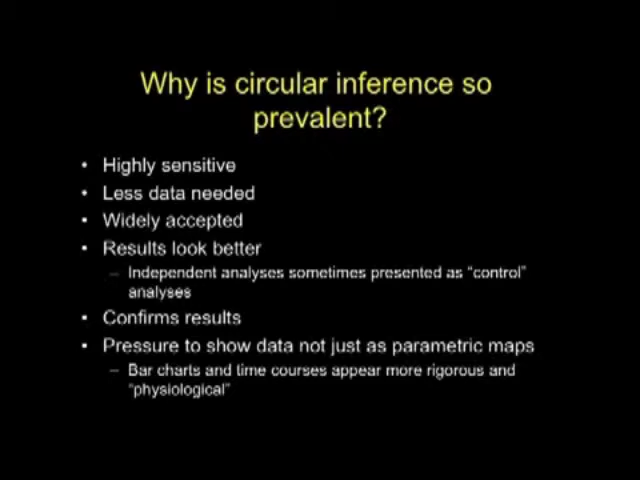 Why is circular inference so
prevalent?
• Highly sensitive
• Less data needed
• Widely accepted
• Results look better
– Independent analyses sometimes presented as "control"
analyses
• Confirms results
• Pressure to show data not just as parametric maps
– Bar charts and time courses appear more rigorous and
"physiological"